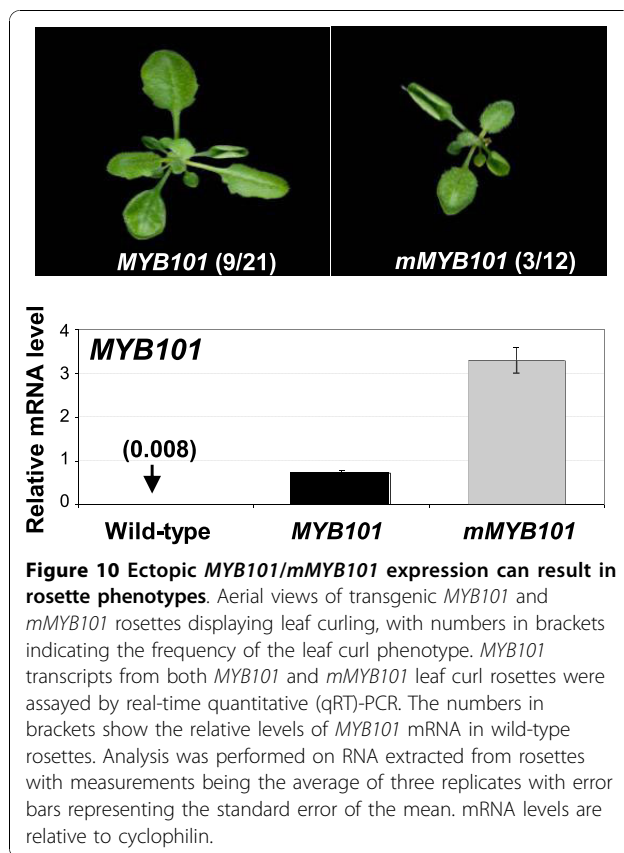 MYB101 (9/21)
mMYB101 (3/12)
Relative mRNA level
4
3
2
1
0
MYB101
(0.008)
Wild-type
MYB101
mMYB101
Figure 10 Ectopic MYB101/mMYB101 expression can result in
rosette phenotypes. Aerial views of transgenic MYB101 and
mMYB101 rosettes displaying leaf curling, with numbers in brackets
indicating the frequency of the leaf curl phenotype. MYB101
transcripts from both MYB101 and mMYB101 leaf curl rosettes were
assayed by real-time quantitative (qRT)-PCR. The numbers in
brackets show the relative levels of MYB101 mRNA in wild-type
rosettes. Analysis was performed on RNA extracted from rosettes
with measurements being the average of three replicates with error
bars representing the standard error of the mean. mRNA levels are
relative to cyclophilin.